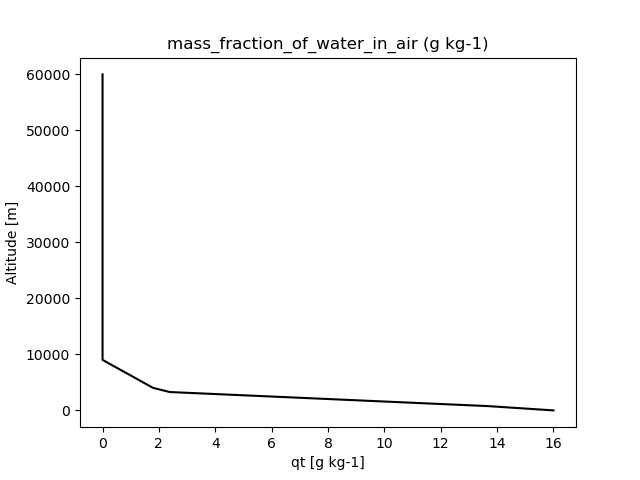 mass_fraction_of_water_in_air (g kg-1)
60000
50000
40000
30000
20000
10000
0
Altitude [m]
0 2 4 6 8 10 12 14 16
qt [g kg-1]